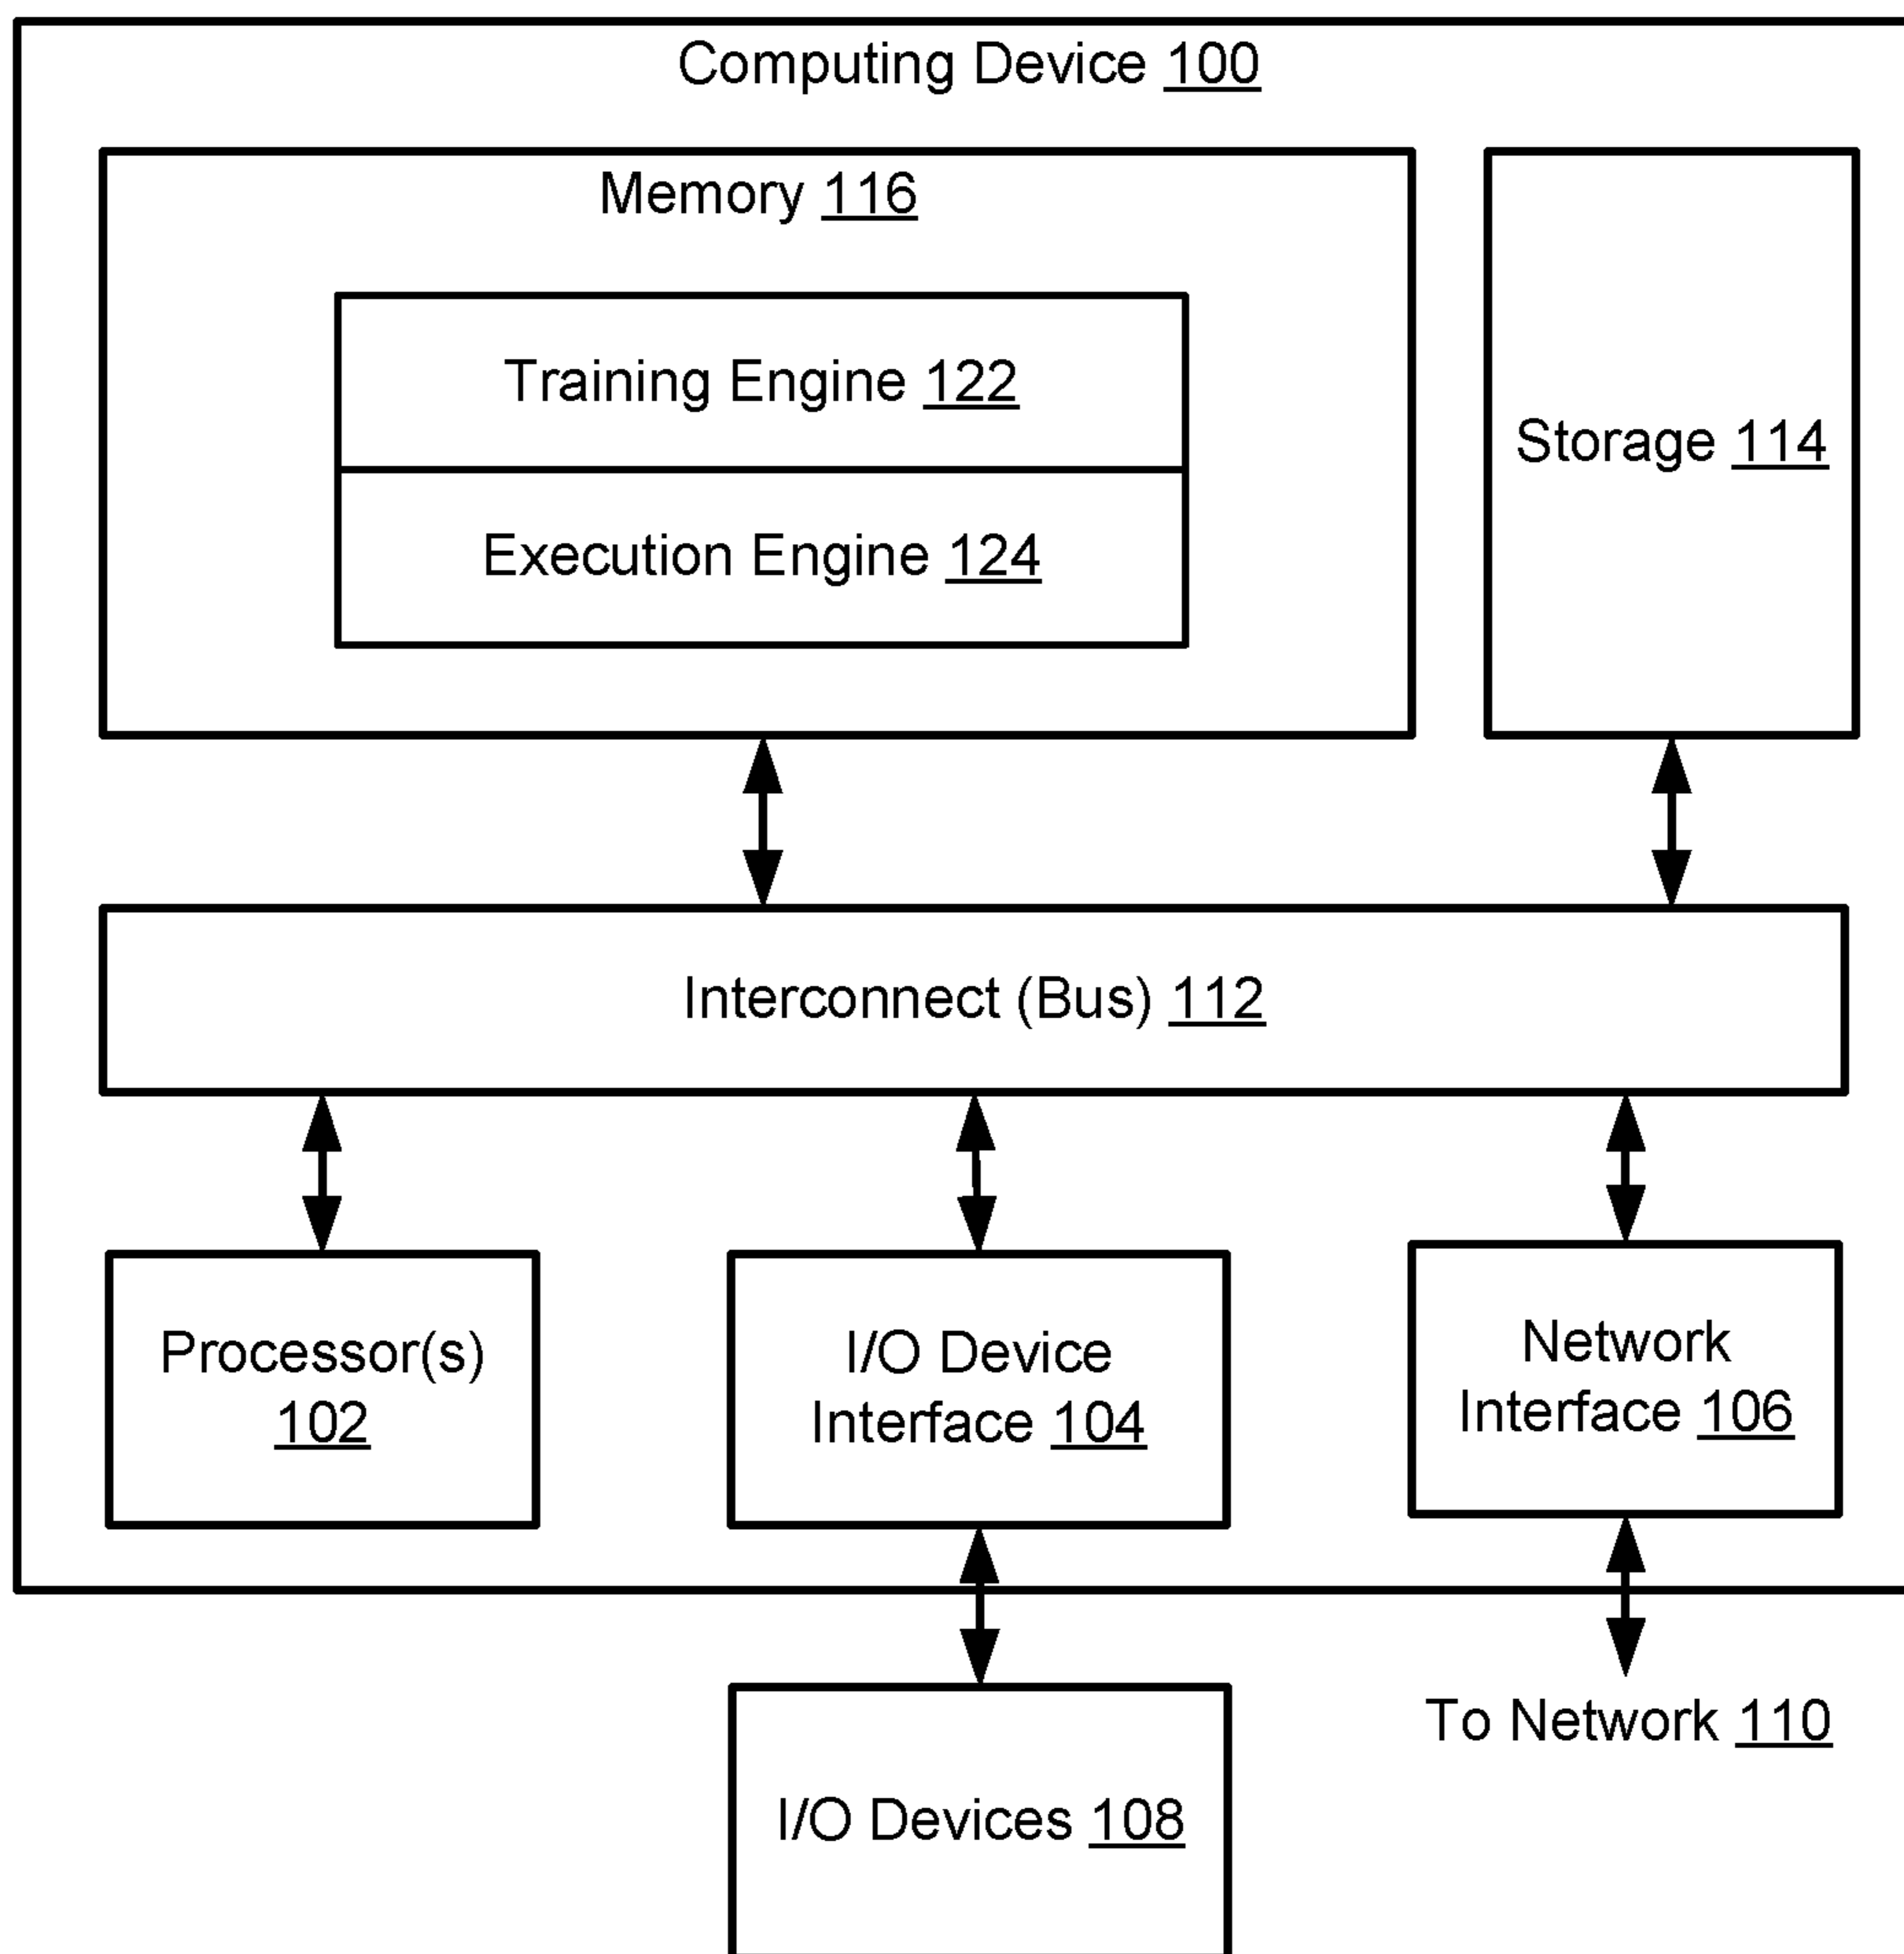 Computing Device 100
Memory 116
Training Engine 122
Execution Engine 124
Storage 114
Interconnect (Bus) 112
Processor(s)
102
I/O Device
Interface 104
Network
Interface 106
To Network 110
I/O Devices 108